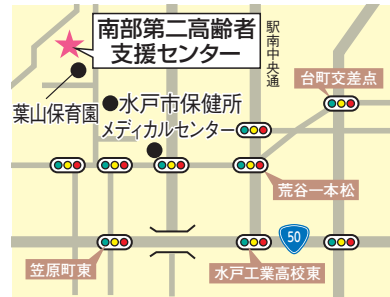 南部第二高齢者
支援センター
駅南中央通
台町交差点
葉山保育園
水戸市保健所
メディカルセンター
荒谷一本松
50
笠原町東
水戸工業高校東